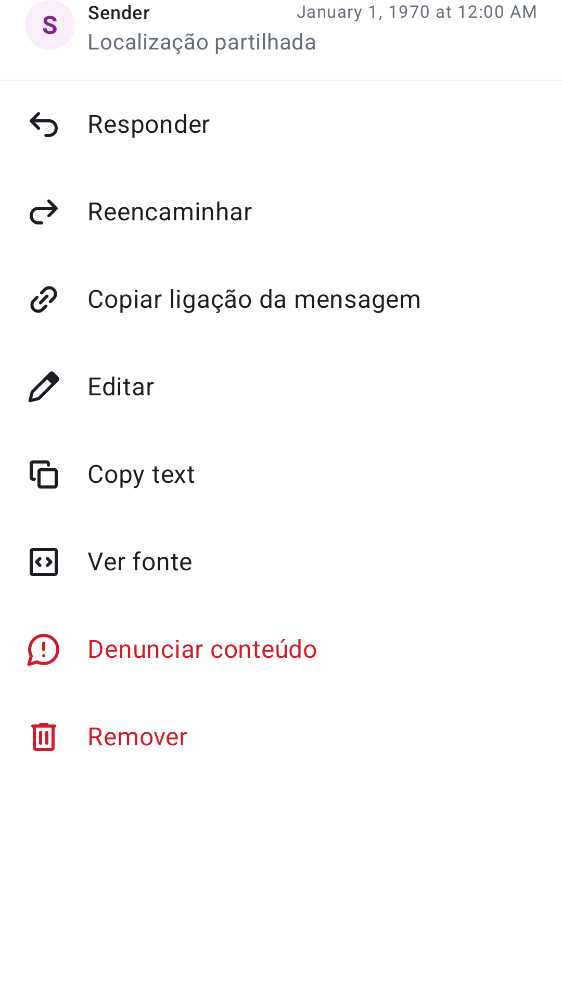 S
Sender
January 1, 1970 at 12:00 AM
Localização partilhada
Responder
Reencaminhar
Copiar ligação da mensagem
Editar
Copy text
Ver fonte
Denunciar conteúdo
Remover